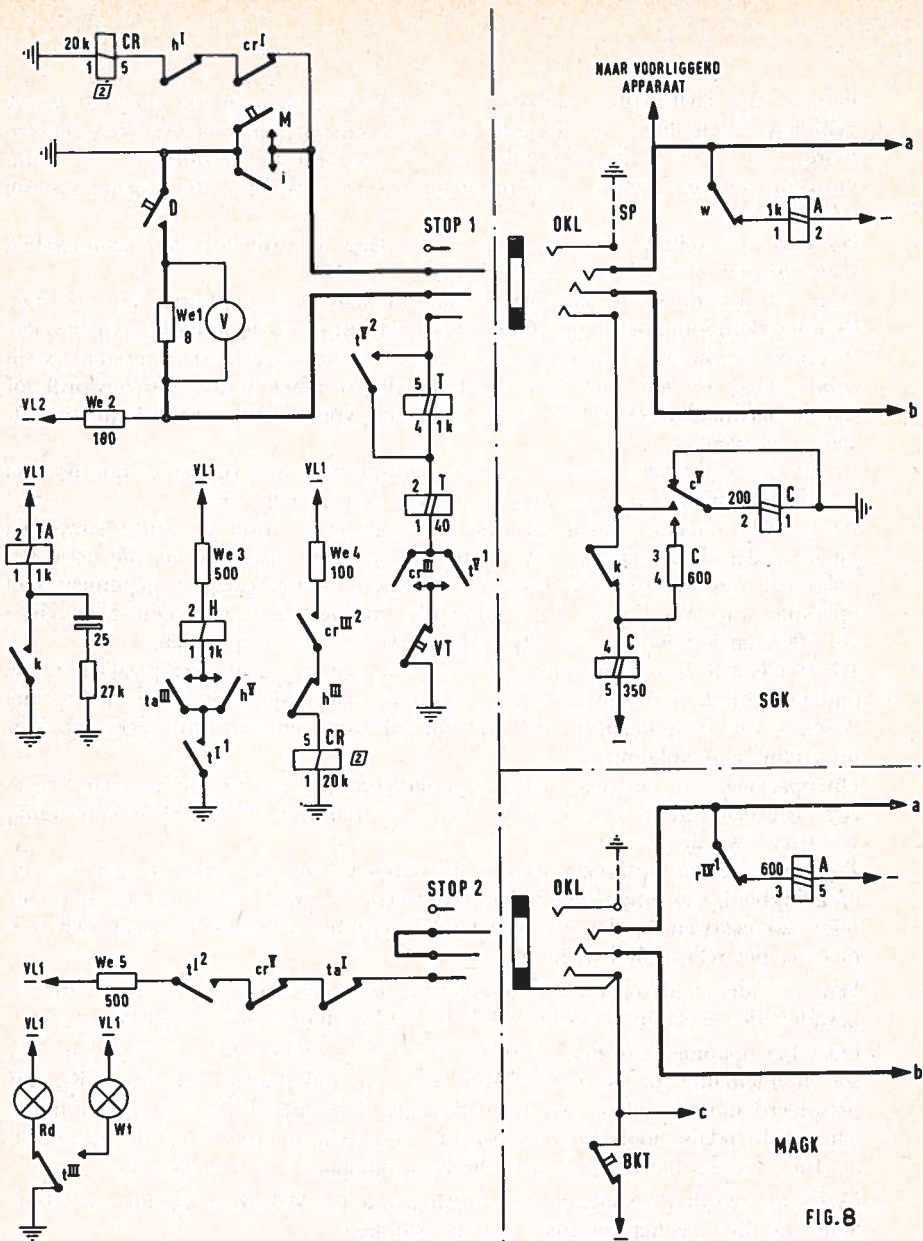 20k CR
1 5
2
h I
cr I
M
i
D
We1
8
V
VL2
We 2
180
STOP 1
t V 2
5 T
4 1k
2 T
1 40
cr III
t V 1
VT
VL1
2 TA
1 1k
k
25
27k
VL1
We 3
500
2 H
1 1k
ta III
h V
t I 1
VL1
We 4
100
cr III 2
h III
5 CR
2
1 20k
NAAR VOORLIGGEND
APPARAAT
a
w
1k A
1 2
OKL
SP
b
c V
200 C
2 1
3 C
4 600
k
4 C
5 350
SGK
STOP 2
VL1
We 5
500
t I 2
cr V
ta I
VL1
VL1
Rd
Wt
t III
OKL
a
r IV 1
600 A
3 5
b
c
BKT
MAGK
FIG.8